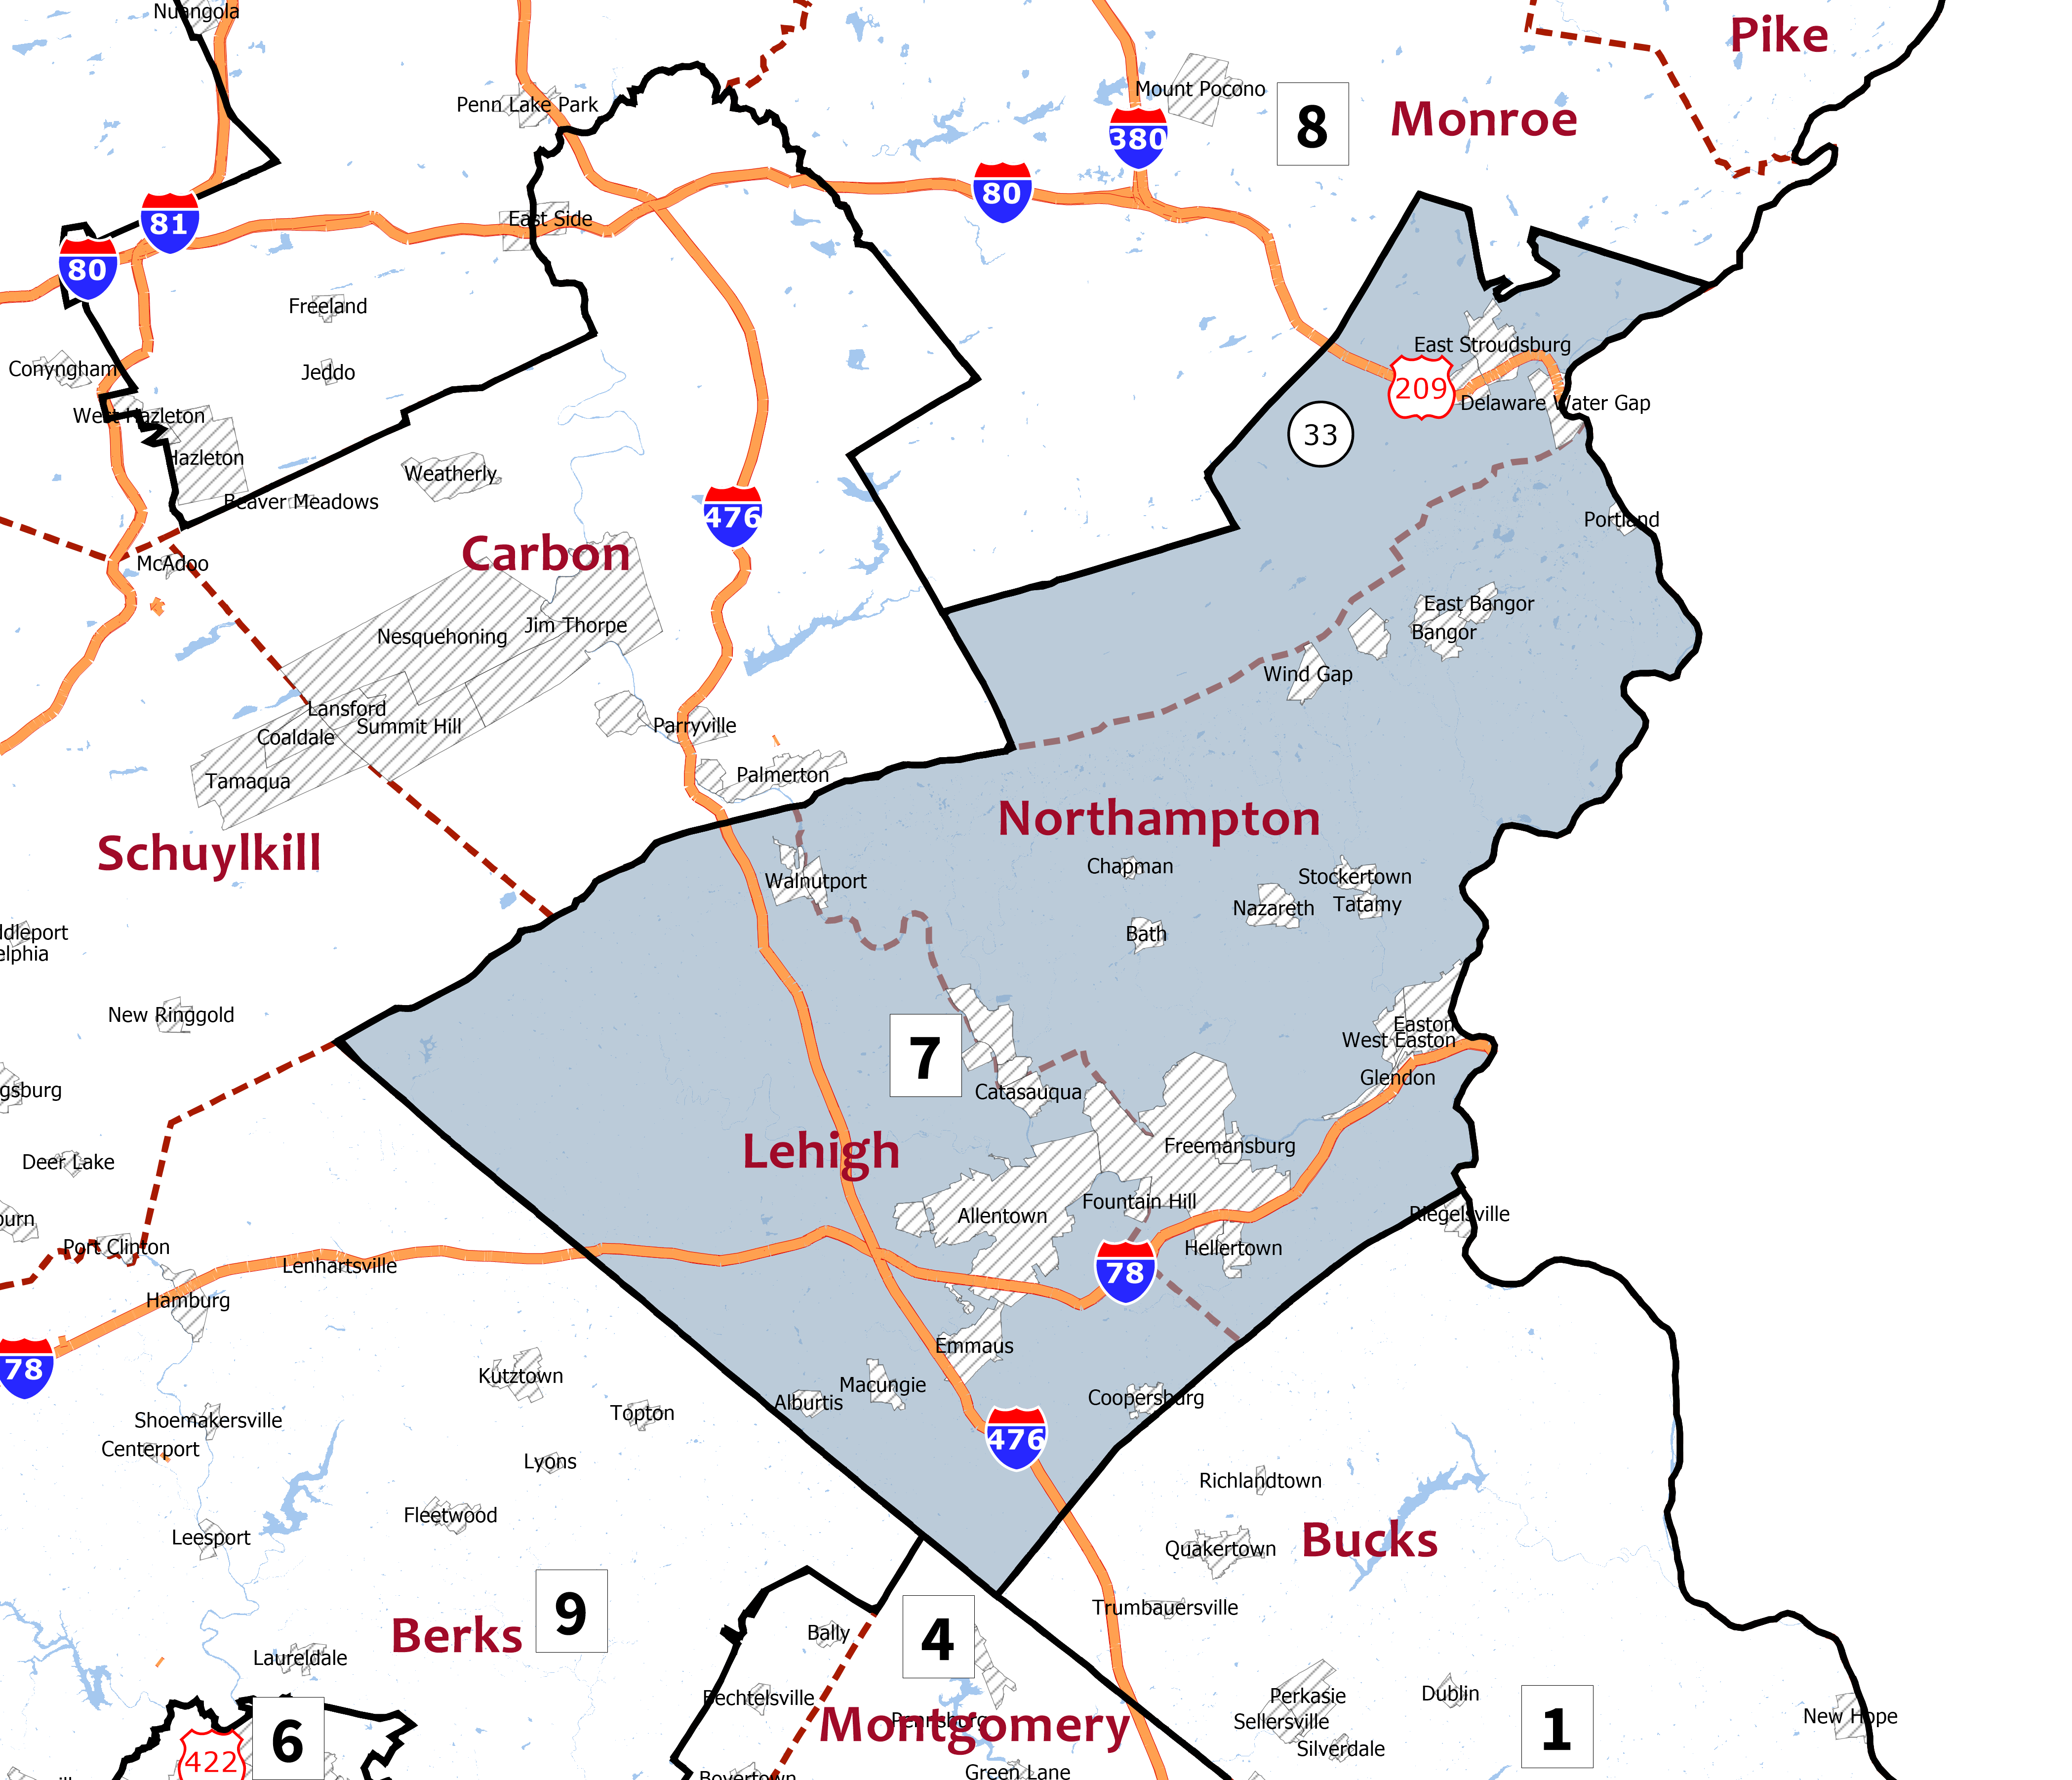 Nuangola
Pike
Penn Lake Park
Mount Pocono
8
Monroe
380
80
81
East Side
80
Freeland
East Stroudsburg
Conyngham
Jeddo
209
Delaware Water Gap
West Hazleton
33
Hazleton
Weatherly
Beaver Meadows
476
Portland
Carbon
McAdoo
East Bangor
Jim Thorpe
Nesquehoning
Bangor
Wind Gap
Lansford
Summit Hill
Parryville
Coaldale
Palmerton
Tamaqua
Northampton
Schuylkill
Chapman
Walnutport
Stockertown
Nazareth
Tatamy
Bath
ddleport
elphia
New Ringgold
Easton
West Easton
7
Glendon
gsburg
Catasauqua
Lehigh
Freemansburg
Deer Lake
Fountain Hill
Allentown
Riegelsville
burn
Port Clinton
Hellertown
Lenhartsville
78
Hamburg
Emmaus
78
Kutztown
Macungie
Alburtis
Coopersburg
Topton
Shoemakersville
476
Centerport
Lyons
Richlandtown
Fleetwood
Leesport
Bucks
Quakertown
9
Trumbauersville
Berks
Bally
4
Laureldale
Bechtelsville
Perkasie
Dublin
Pennsburg
Montgomery
Sellersville
1
New Hope
6
Silverdale
422
Green Lane
Boyertown